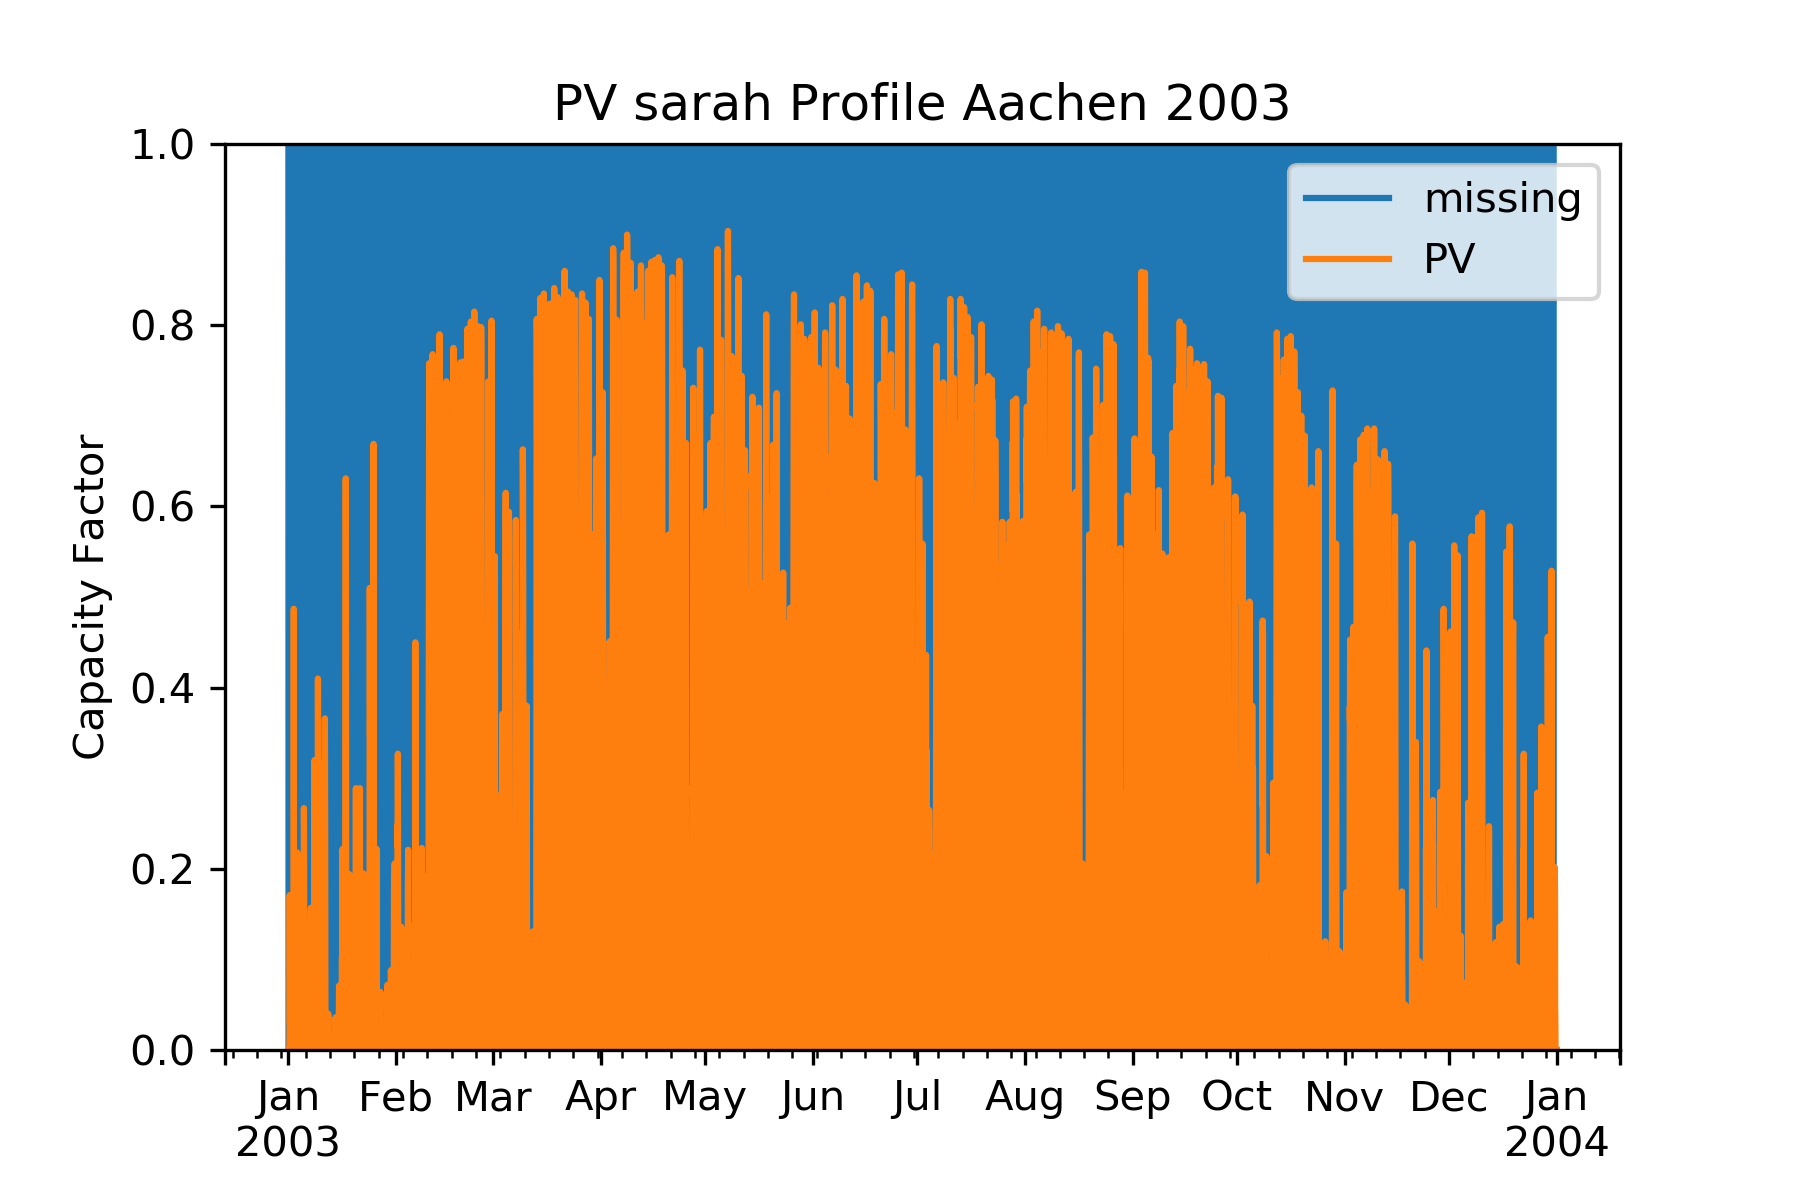 PV sarah Profile Aachen 2003
1.0
0.8
0.6
0.4
0.2
0.0
Capacity Factor
missing
PV
Jan Feb Mar Apr May Jun Jul Aug Sep Oct Nov Dec Jan
2003 2004